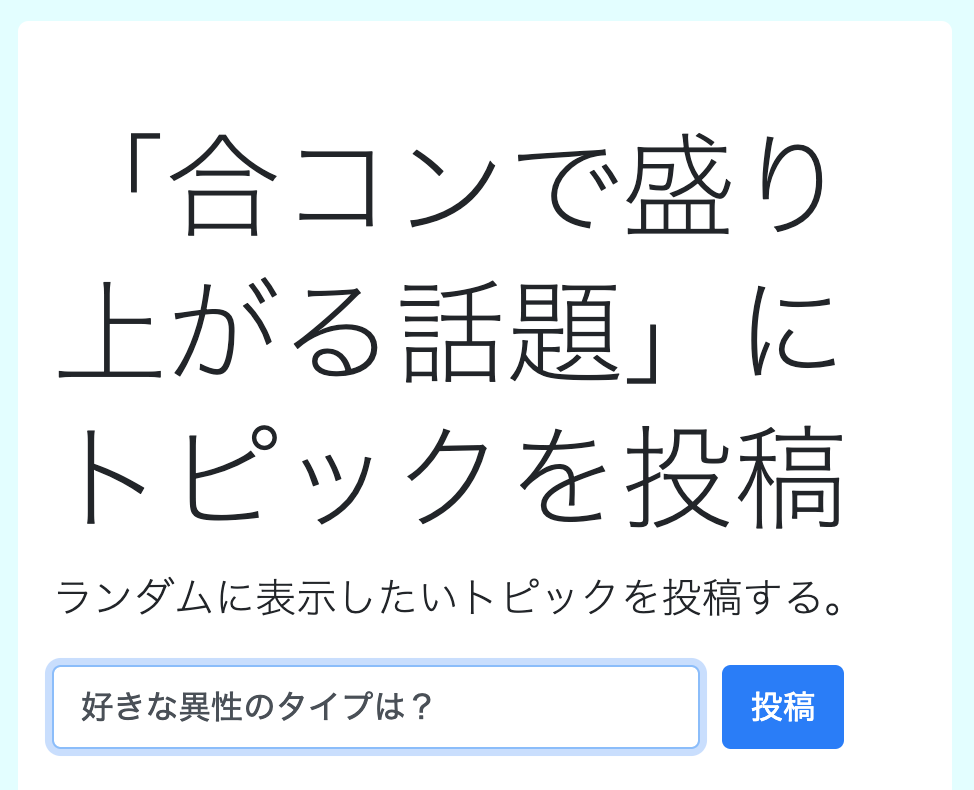 「合コンで盛り
上がる話題」に
トピックを投稿
ランダムに表示したいトピックを投稿する。
好きな異性のタイプは？
投稿